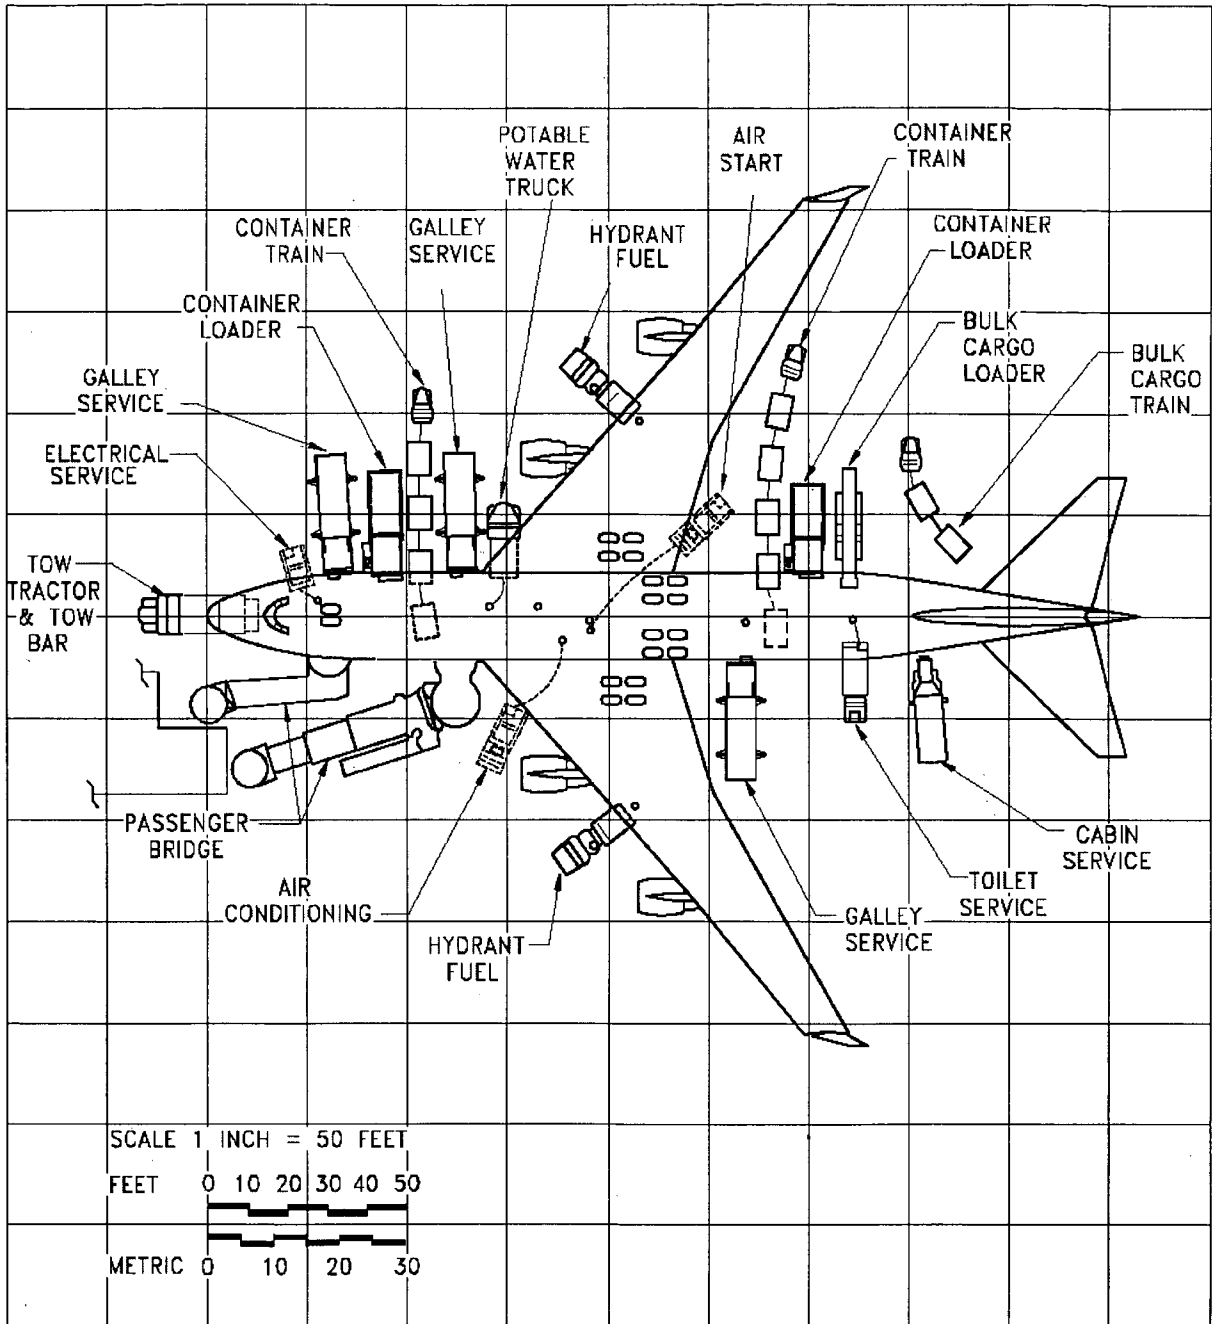 POTABLE
WATER
TRUCK
AIR
START
CONTAINER
TRAIN
CONTAINER
TRAIN
GALLEY
SERVICE
HYDRANT
FUEL
CONTAINER
LOADER
CONTAINER
LOADER
BULK
CARGO
LOADER
BULK
CARGO
TRAIN
GALLEY
SERVICE
ELECTRICAL
SERVICE
TOW
TRACTOR
& TOW
BAR
PASSENGER
BRIDGE
AIR
CONDITIONING
HYDRANT
FUEL
GALLEY
SERVICE
TOILET
SERVICE
CABIN
SERVICE
SCALE 1 INCH = 50 FEET
FEET 0 10 20 30 40 50
METRIC 0 10 20 30